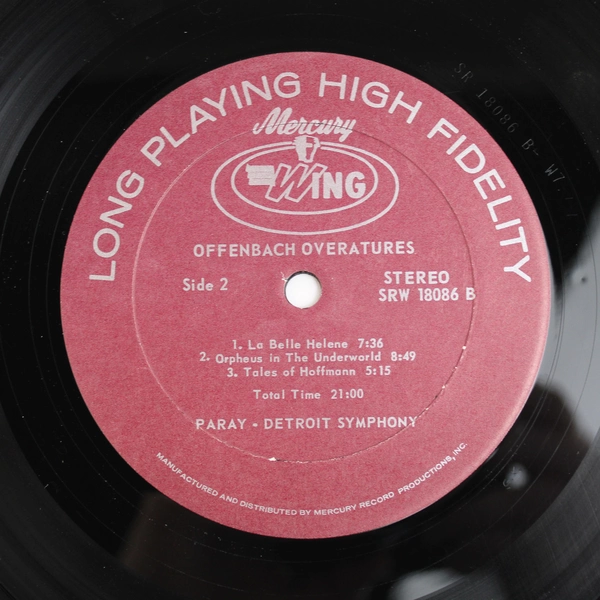 LONG PLAYING HIGH FIDELITY
Mercury
WING
OFFENBACH OVERATURES
Side 2
STEREO
SRW 18086 B
1. La Belle Helene 7:36
2. Orpheus in The Underworld 8:49
3. Tales of Hoffmann 5:15
Total Time 21:00
PARAY - DETROIT SYMPHONY
MANUFACTURED AND DISTRIBUTED BY MERCURY RECORD PRODUCTIONS, INC.
SR 18086 B-